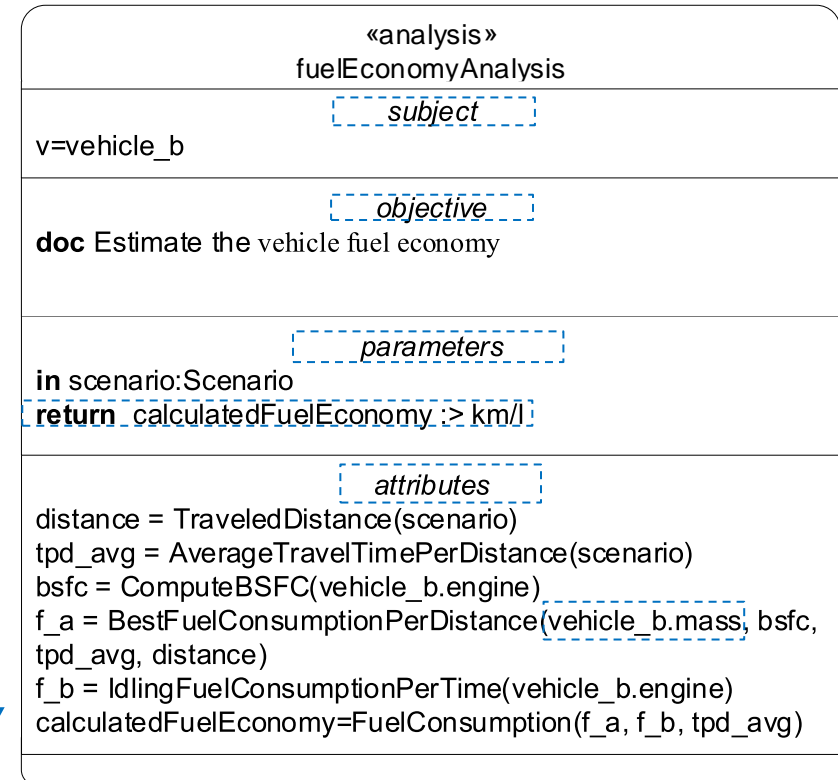 «analysis»
fuelEconomyAnalysis
subject
v=vehicle_b
objective
doc Estimate the vehicle fuel economy
parameters
in scenario:Scenario
return calculatedFuelEconomy :> km/l
attributes
distance = TraveledDistance(scenario)
tpd_avg = AverageTravelTimePerDistance(scenario)
bsfc = ComputeBSFC(vehicle_b.engine)
f_a = BestFuelConsumptionPerDistance(vehicle_b.mass, bsfc,
tpd_avg, distance)
f_b = IdlingFuelConsumptionPerTime(vehicle_b.engine)
calculatedFuelEconomy=FuelConsumption(f_a, f_b, tpd_avg)